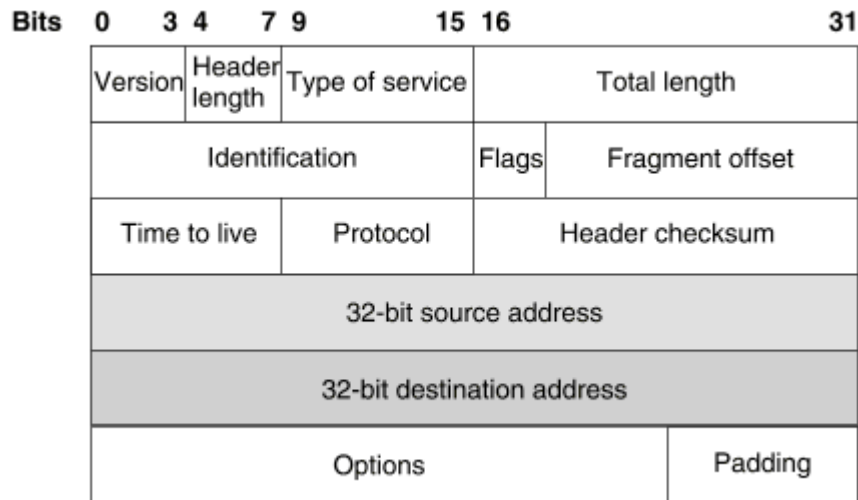 Bits 0 3 4 7 9 15 16 31
Version Header length Type of service Total length
Identification Flags Fragment offset
Time to live Protocol Header checksum
32-bit source address
32-bit destination address
Options Padding